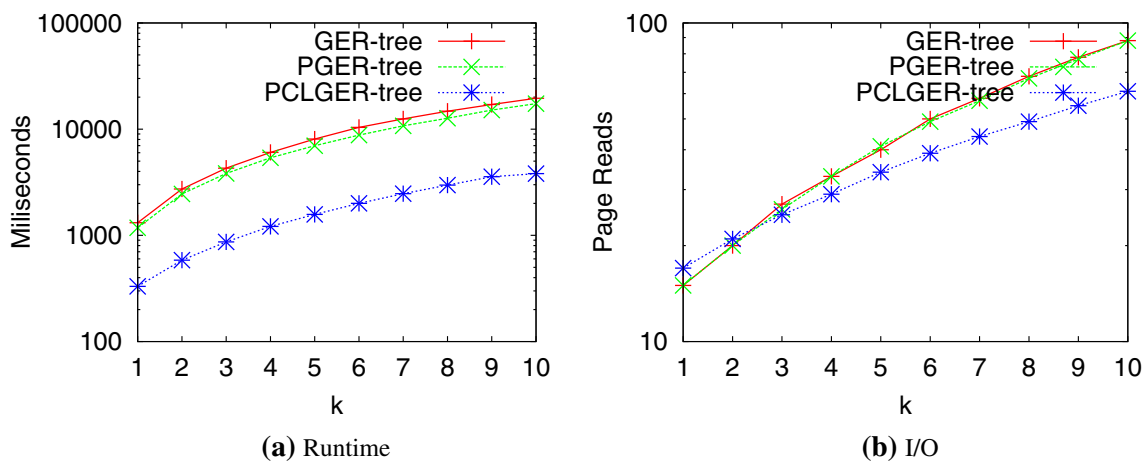 100000
10000
1000
100
Miliseconds
GER-tree
PGER-tree
PCLGER-tree
1 2 3 4 5 6 7 8 9 10
k
(a) Runtime
100
10
Page Reads
GER-tree
PGER-tree
PCLGER-tree
1 2 3 4 5 6 7 8 9 10
k
(b) I/O